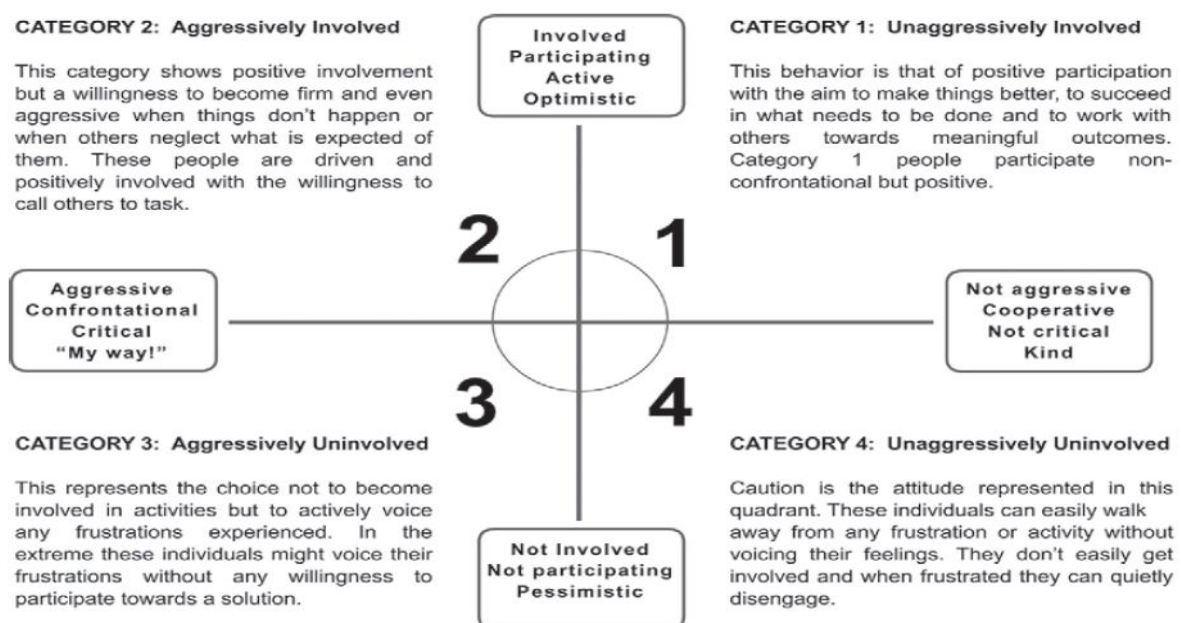 CATEGORY 2: Aggressively Involved
This category shows positive involvement
but a willingness to become firm and even
aggressive when things don't happen or
when others neglect what is expected of
them. These people are driven and
positively involved with the willingness to
call others to task.
Involved
Participating
Active
Optimistic
CATEGORY 1: Unaggressively Involved
This behavior is that of positive participation
with the aim to make things better, to succeed
in what needs to be done and to work with
others towards meaningful outcomes.
Category 1 people participate non-
confrontational but positive.
2
1
Aggressive
Confrontational
Critical
“My way!”
Not aggressive
Cooperative
Not critical
Kind
3
4
CATEGORY 3: Aggressively Uninvolved
This represents the choice not to become
involved in activities but to actively voice
any frustrations experienced. In the
extreme these individuals might voice their
frustrations without any willingness to
participate towards a solution.
Not Involved
Not participating
Pessimistic
CATEGORY 4: Unaggressively Uninvolved
Caution is the attitude represented in this
quadrant. These individuals can easily walk
away from any frustration or activity without
voicing their feelings. They don't easily get
involved and when frustrated they can quietly
disengage.